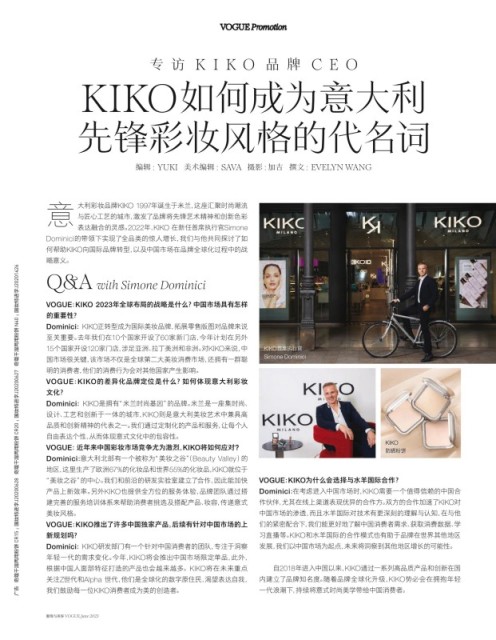 VOGUE Promotion
专访 KIKO 品牌 CEO
KIKO如何成为意大利
先锋彩妆风格的代名词
编辑：YUKI 美术编辑：SAVA 摄影：加吉 撰文：EVELYN WANG
意大利彩妆品牌KIKO 1997年诞生于米兰,这座汇聚时尚潮流
与匠心工艺的城市,激发了品牌将先锋艺术精神和创新色彩
表达融合的灵感。2022年,KIKO 在新任首席执行官Simone
Dominici的带领下实现了全品类的惊人增长,我们与他共同探讨了如
何帮助KIKO向国际品牌转型,以及中国市场在品牌全球化过程中的战
略意义。
Q&A with Simone Dominici
VOGUE：KIKO 2023年全球布局的战略是什么?中国市场具有怎样
的重要性?
Dominici：KIKO正转型成为国际美妆品牌,拓展零售版图对品牌来说
至关重要。去年我们在10个国家开设了60家新门店,今年计划在另外
15个国家开设120家门店,涉足亚洲、拉丁美洲和非洲。对KIKO来说,中
国市场很关键,该市场不仅是全球第二大美妆消费市场,还拥有一群聪
明的消费者,他们的消费行为会对其他国家产生影响。
VOGUE：KIKO的差异化品牌定位是什么?如何体现意大利彩妆
文化?
Dominici：KIKO是拥有“米兰时尚基因”的品牌。米兰是一座集时尚、
设计、工艺和创新于一体的城市,KIKO则是意大利美妆艺术中兼具高
品质和创新精神的代表之一。我们通过定制化的产品和服务,让每个人
自由表达个性,从而体现意式文化中的包容性。
VOGUE：近年来中国彩妆市场竞争尤为激烈,KIKO将如何应对?
Dominici：意大利北部有一个被称为“美妆之谷”(Beauty Valley)的
地区,这里生产了欧洲67%的化妆品和世界55%的化妆品,KIKO就位于
“美妆之谷”的中心。我们和前沿的研发实验室建立了合作,因此能加快
产品上新效率。另外KIKO也提供全方位的服务体验,品牌团队通过搭
建完善的服务培训体系来帮助消费者挑选及搭配产品、妆容,传递意式
美妆风格。
VOGUE：KIKO推出了许多中国独家产品,后续有针对中国市场的上
新规划吗?
Dominici：KIKO研发部门有一个针对中国消费者的团队,专注于洞察
年轻一代的需求变化。今年,KIKO将会推出中国市场限定单品,此外,
根据中国人面部特征打造的产品也会越来越多。KIKO将在未来重点
关注Z世代和Alpha 世代,他们是全球化的数字原住民,渴望表达自我,
我们鼓励每一位KIKO消费者成为美的创造者。
KIKO
MILANO
KIKO
MILANO
Simone Dominici
KIKO
MILANO
KIKO
VOGUE：KIKO为什么会选择与水羊国际合作?
Dominici：在考虑进入中国市场时,KIKO需要一个值得信赖的中国合
作伙伴,尤其在线上渠道表现优异的合作方。双方的合作加速了KIKO对
中国市场的渗透,而且水羊国际对技术有更深刻的理解与认知,在与他
们的紧密配合下,我们能更好地了解中国消费者需求,获取消费数据,学
习直播等。KIKO和水羊国际的合作模式也有助于品牌在世界其他地区
发展,我们以中国市场为起点,未来将洞察到其他地区增长的可能性。
自2018年进入中国以来,KIKO通过一系列高品质产品和创新在国
内建立了品牌知名度。随着品牌全球化升级,KIKO势必会在拥抱年轻
一代浪潮下,持续将意式时尚美学带给中国消费者。